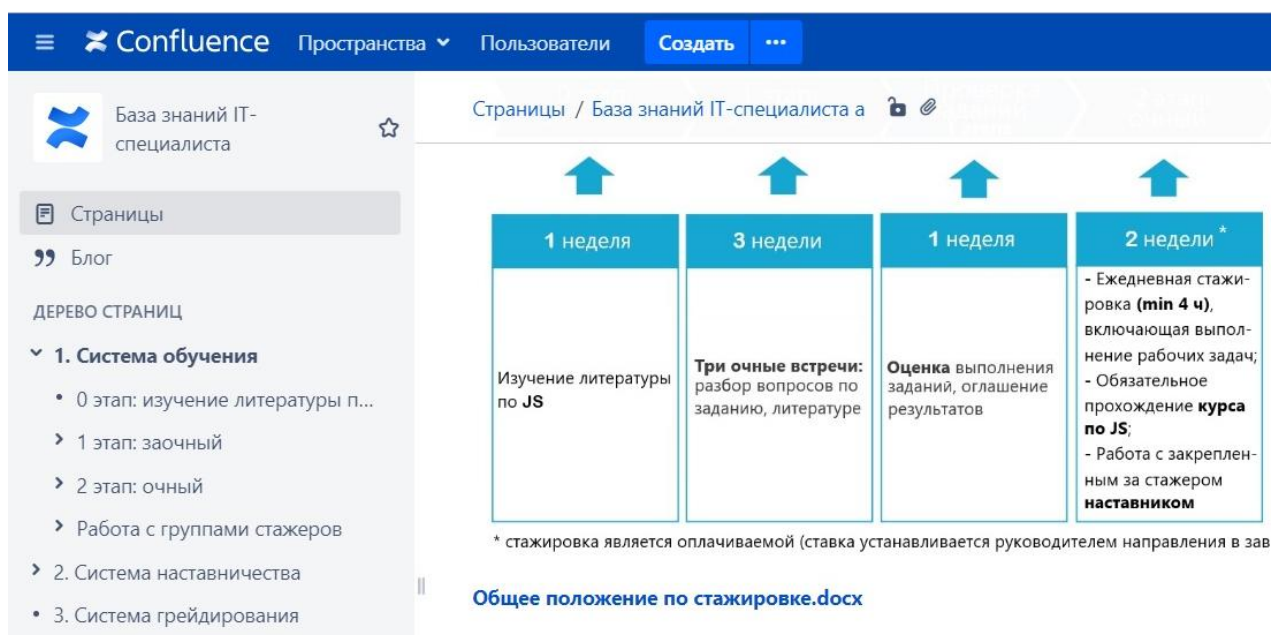 Confluence Пространства Пользователи Создать ...
База знаний IT-
специалиста
Страницы
Блог
ДЕРЕВО СТРАНИЦ
1. Система обучения
0 этап: изучение литературы п...
1 этап: заочный
2 этап: очный
Работа с группами стажеров
2. Система наставничества
3. Система грейдирования
Страницы / База знаний IT-специалиста а
1 неделя
Изучение литературы
по JS
3 недели
Три очные встречи:
разбор вопросов по
заданию, литературе
1 неделя
Оценка выполнения
заданий, оглашение
результатов
2 недели *
- Ежедневная стажи-
ровка (min 4 ч),
включающая выпол-
нение рабочих задач;
- Обязательное
прохождение курса
по JS;
- Работа с закреплен-
ным за стажером
наставником
* стажировка является оплачиваемой (ставка устанавливается руководителем направления в зав
Общее положение по стажировке.docx